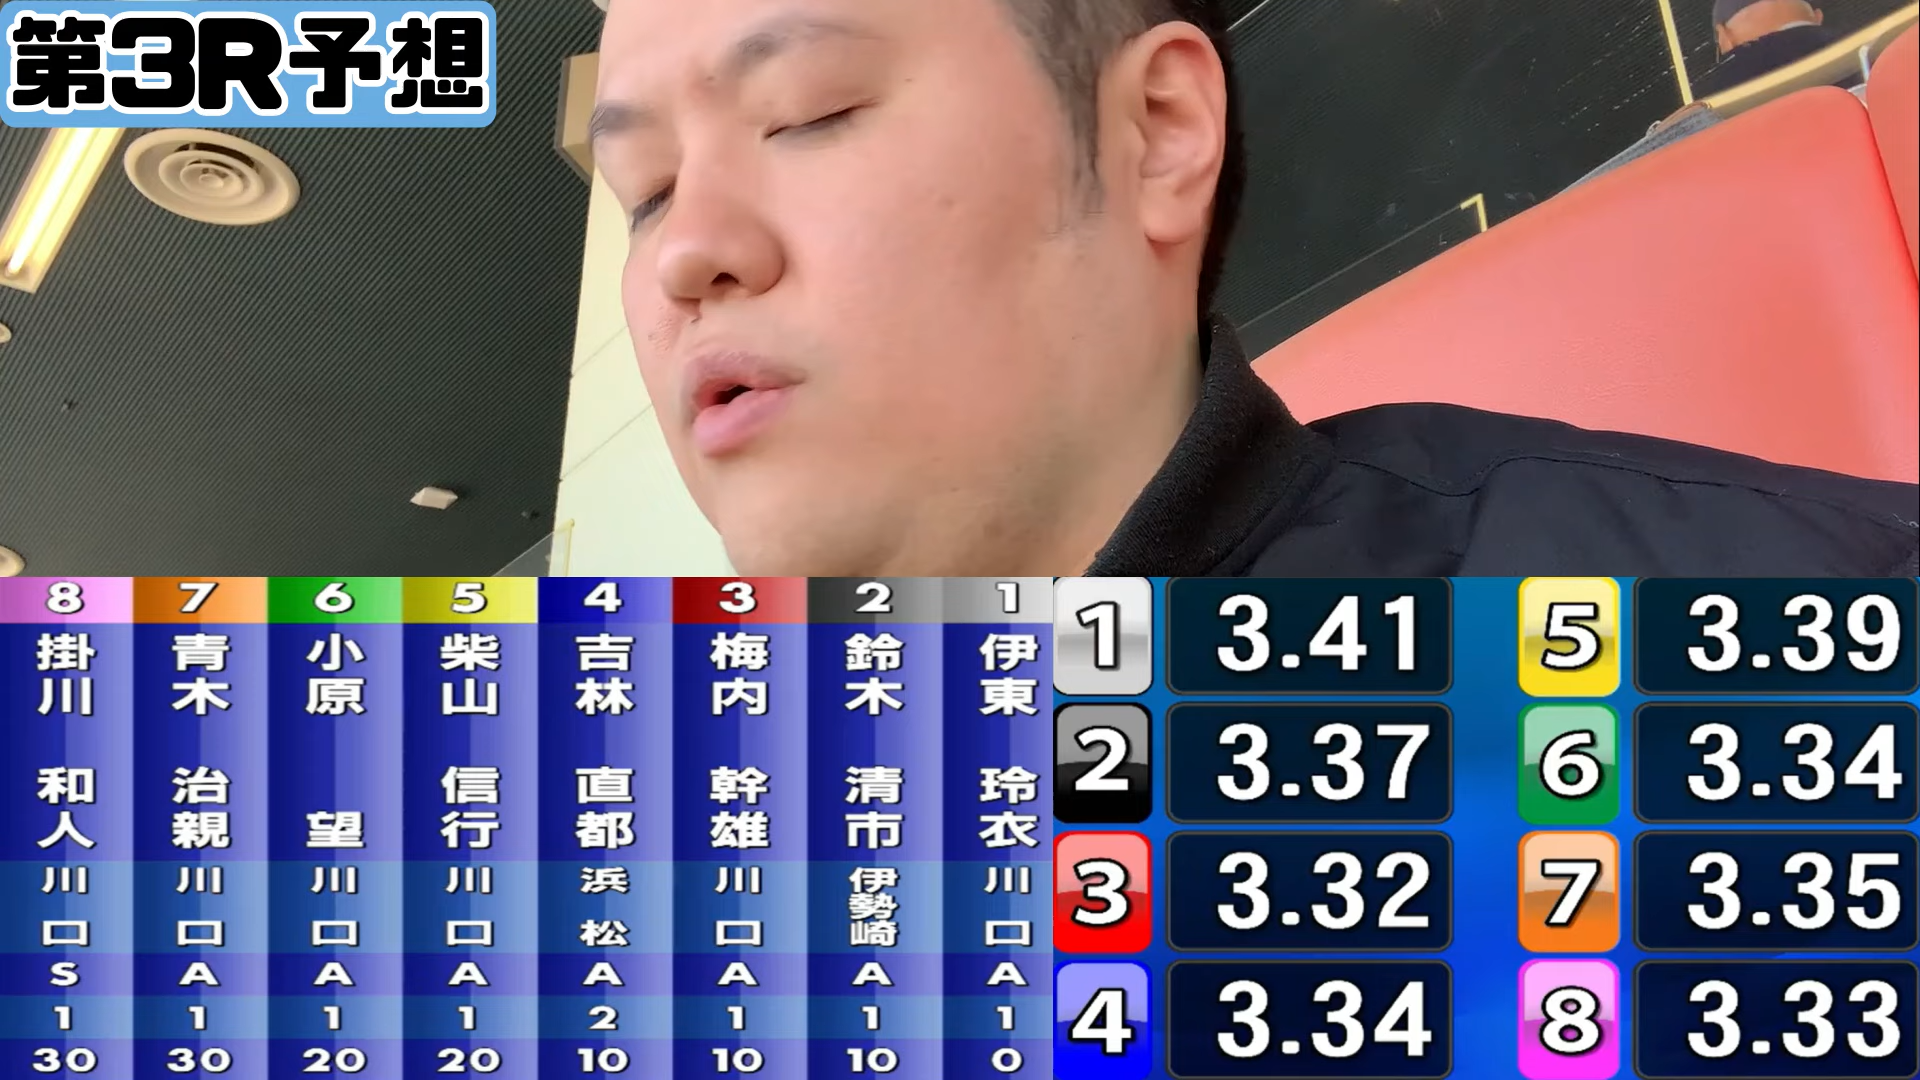 第3R予想
8 7 6 5 4 3 2 1
掛川 和人
青木 治親
小原 望
柴山 信行
吉林 直都
梅内 幹雄
鈴木 清市
伊東 玲衣
川口 川口 川口 川口 浜松 川口 伊勢崎 川口
S A A A A A A A
1 1 1 1 2 1 1 1
30 30 20 20 10 10 10 0
1 3.41
2 3.37
3 3.32
4 3.34
5 3.39
6 3.34
7 3.35
8 3.33